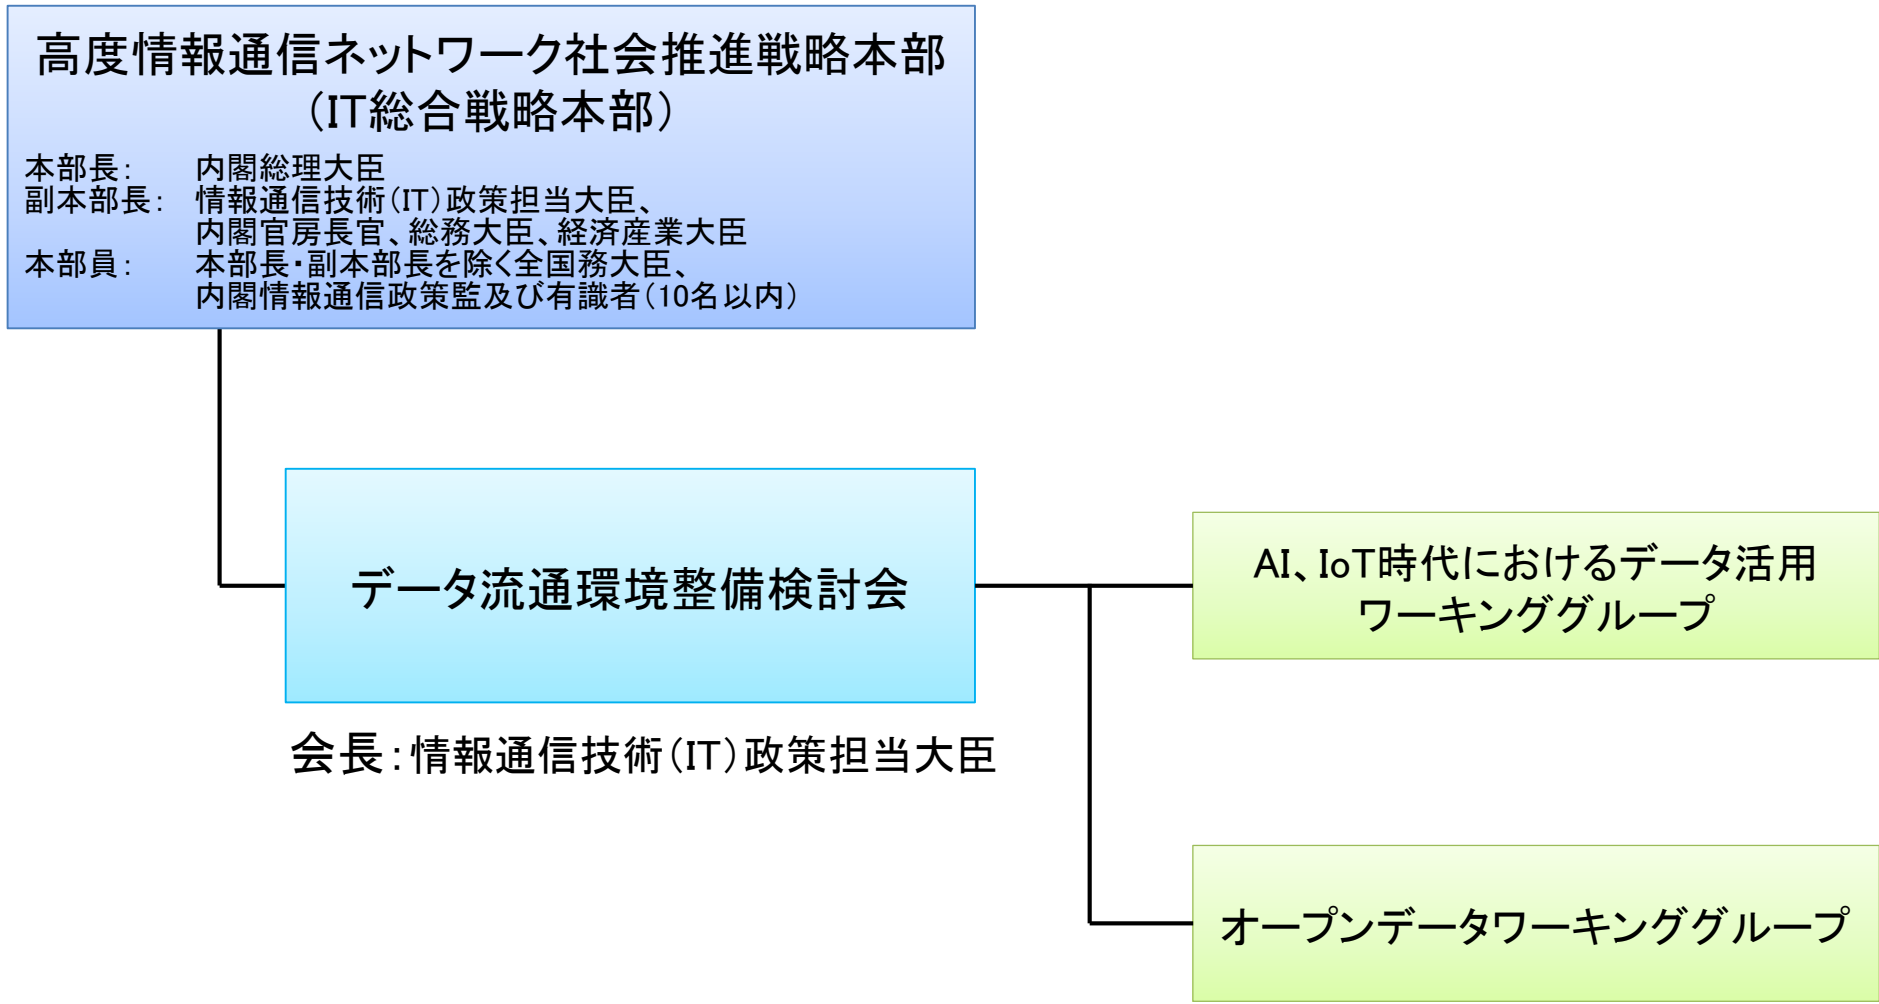 高度情報通信ネットワーク社会推進戦略本部
（IT総合戦略本部）
本部長：　内閣総理大臣
副本部長：　情報通信技術（IT）政策担当大臣、
内閣官房長官、総務大臣、経済産業大臣
本部員：　本部長・副本部長を除く全国務大臣、
内閣情報通信政策監及び有識者（10名以内）
データ流通環境整備検討会
会長：情報通信技術（IT）政策担当大臣
AI、IoT時代におけるデータ活用
ワーキンググループ
オープンデータワーキンググループ